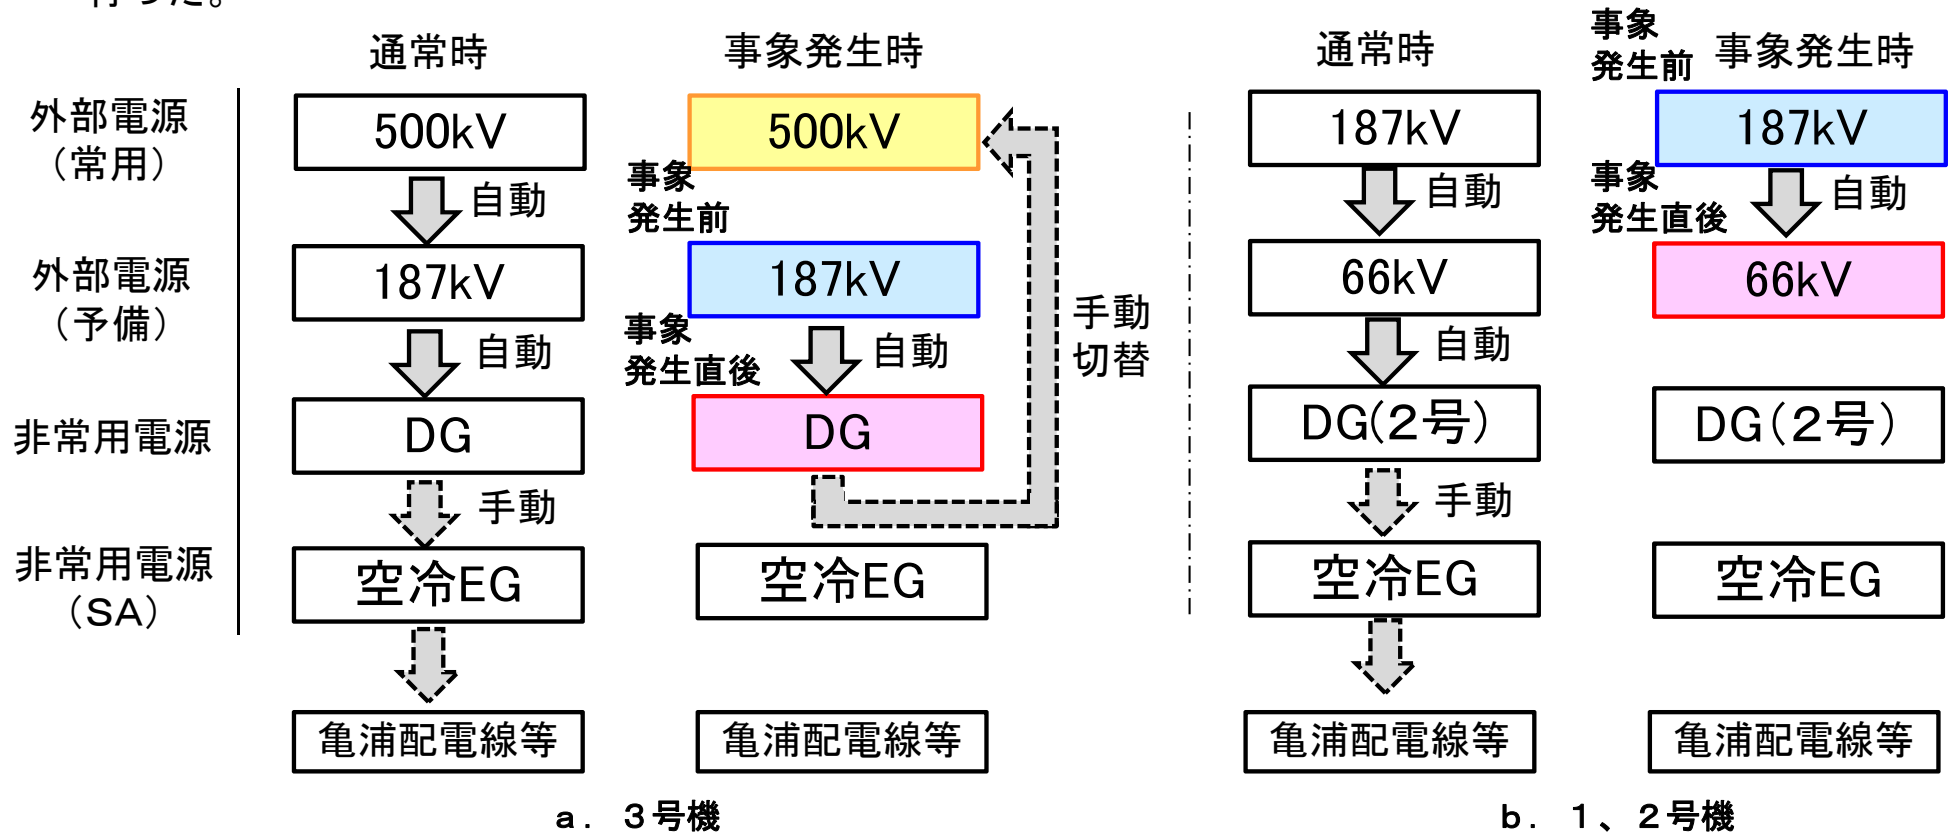 行った。
通常時
事象発生時
外部電源
（常用）
500kV
500kV
自動
事象
発生前
外部電源
（予備）
187kV
187kV
自動
事象
発生直後
自動
手動
切替
非常用電源
DG
DG
手動
非常用電源
（SA）
空冷EG
空冷EG
亀浦配電線等
亀浦配電線等
a．３号機
通常時
事象
発生前
事象発生時
187kV
187kV
自動
事象
発生直後
自動
66kV
66kV
自動
DG(２号)
DG(２号)
手動
空冷EG
空冷EG
亀浦配電線等
亀浦配電線等
b．１、２号機